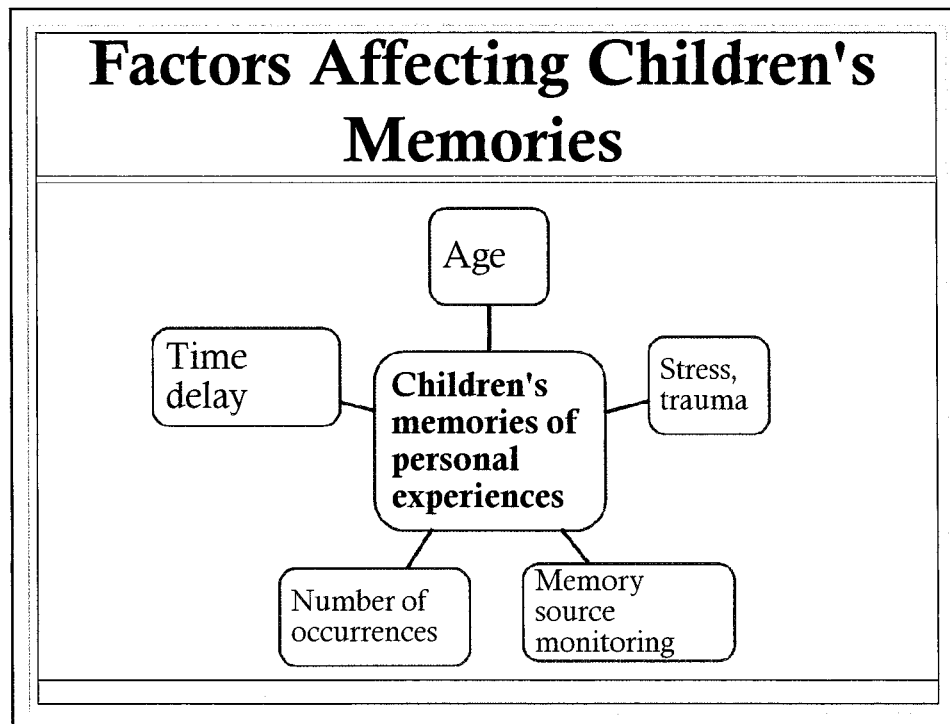 Factors Affecting Children's
Memories
Age
Time
delay
Children's
memories of
personal
experiences
Stress,
trauma
Number of
occurrences
Memory
source
monitoring